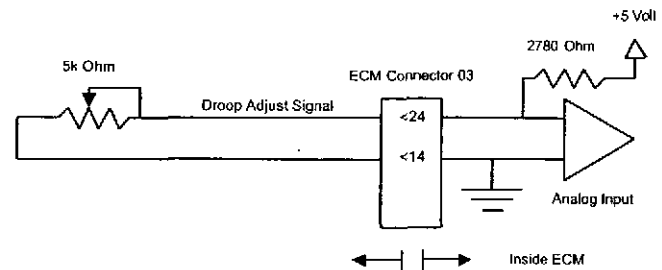 +5 Volt
2780 Ohm
5k Ohm
ECM Connector 03
Droop Adjust Signal
<24
<14
Analog Input
Inside ECM